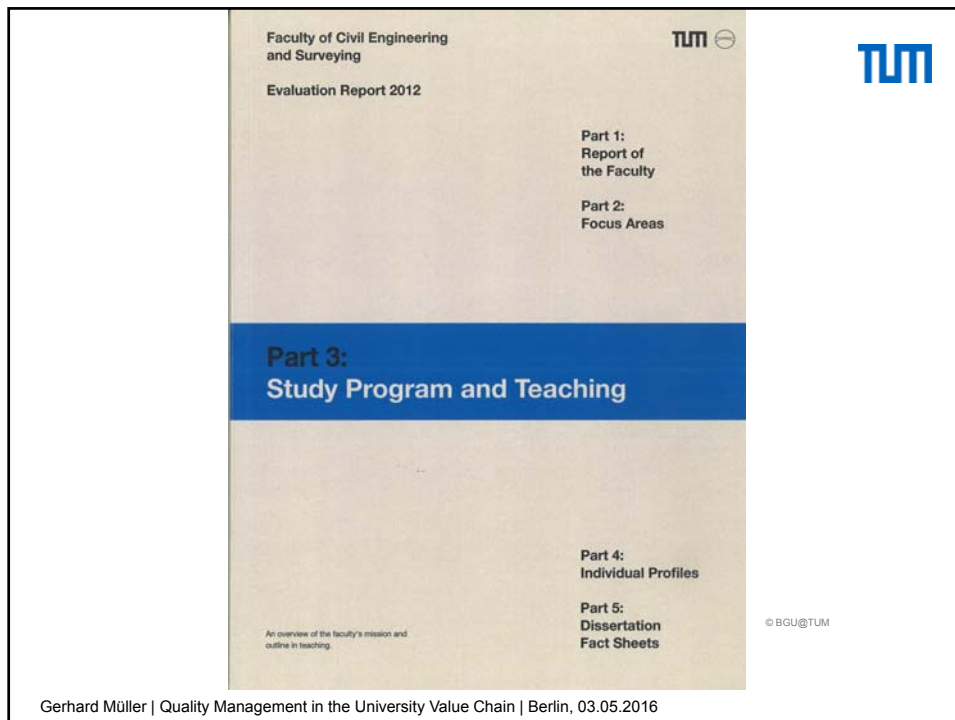 Faculty of Civil Engineering
and Surveying
TUM
TUM
Evaluation Report 2012
Part 1:
Report of
the Faculty
Part 2:
Focus Areas
Part 3:
Study Program and Teaching
Part 4:
Individual Profiles
Part 5:
Dissertation
Fact Sheets
An overview of the faculty's mission and
outline in teaching.
© BGU@TUM
Gerhard Müller | Quality Management in the University Value Chain | Berlin, 03.05.2016